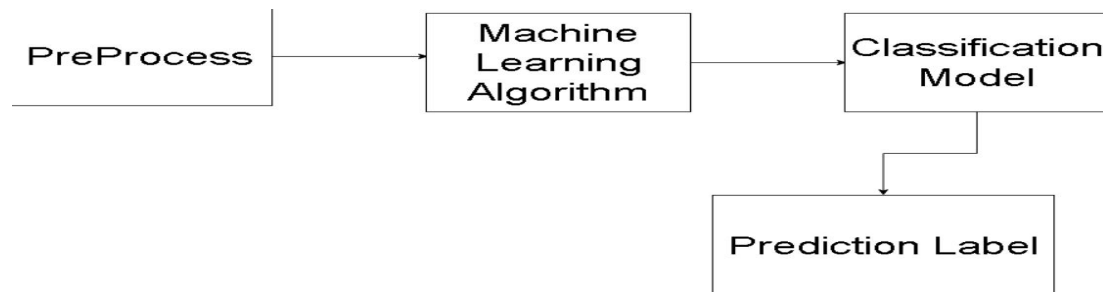 PreProcess
Machine
Learning
Algorithm
Classification
Model
Prediction Label